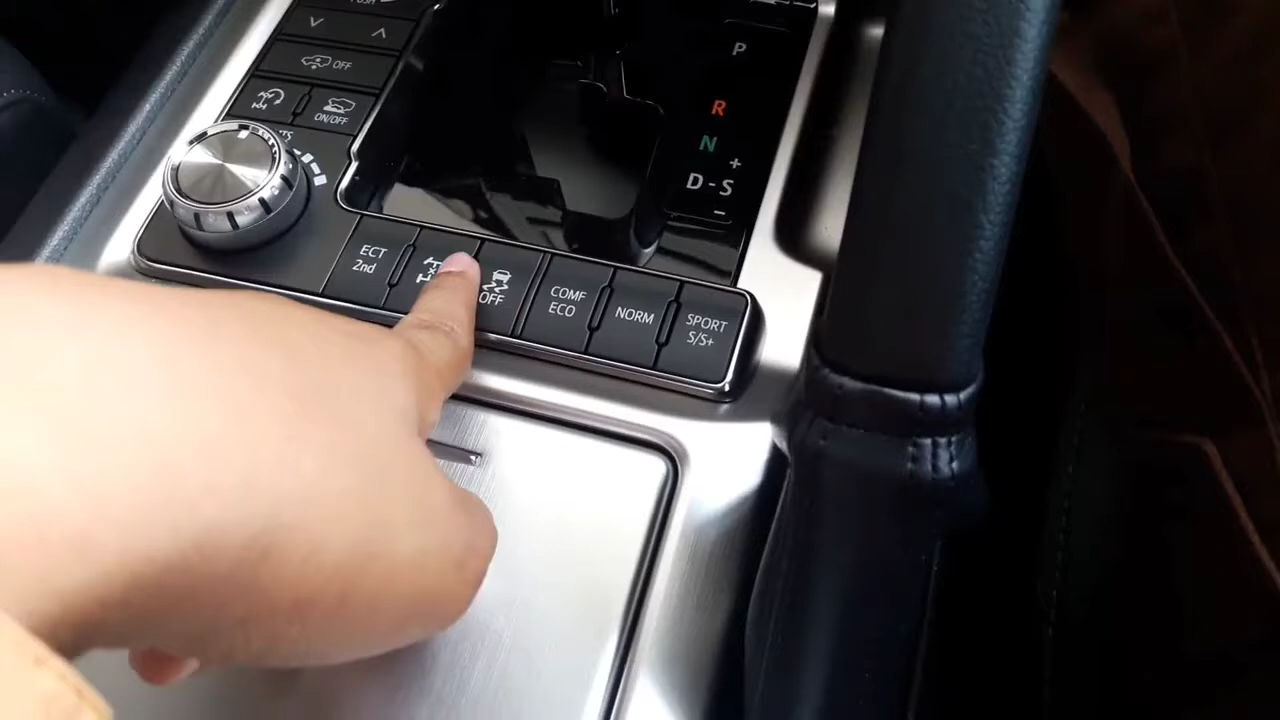 OFF
ON/OFF
P
R
N
+
D-S
-
ECT
2nd
OFF
COMF
ECO
NORM
SPORT
S/S+